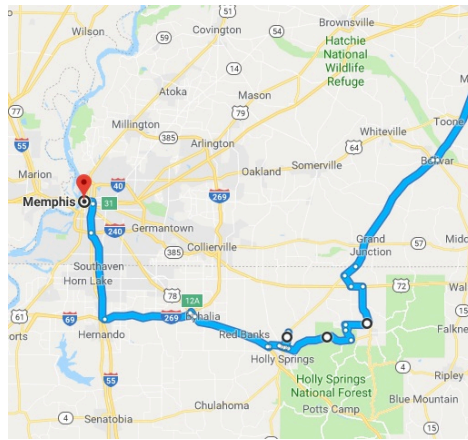 51
Wilson
Covington
Brownsville
59
Hatchie
National
Wildlife
Refuge
14
Atoka
Mason
79
77
Millington
385
Toone
Whiteville
55
Arlington
64
Marion
40
Oakland
Somerville
Memphis
31
269
240
Germantown
Collierville
57
Grand
Junction
385
Southaven
Horn Lake
78
12A
72
61
69
269
Hernando
Red Banks
Holly Springs
Falkne
55
Holly Springs
National Forest
Ripley
Chulahoma
Blue Mountain
4
Senatobia
Potts Camp
4